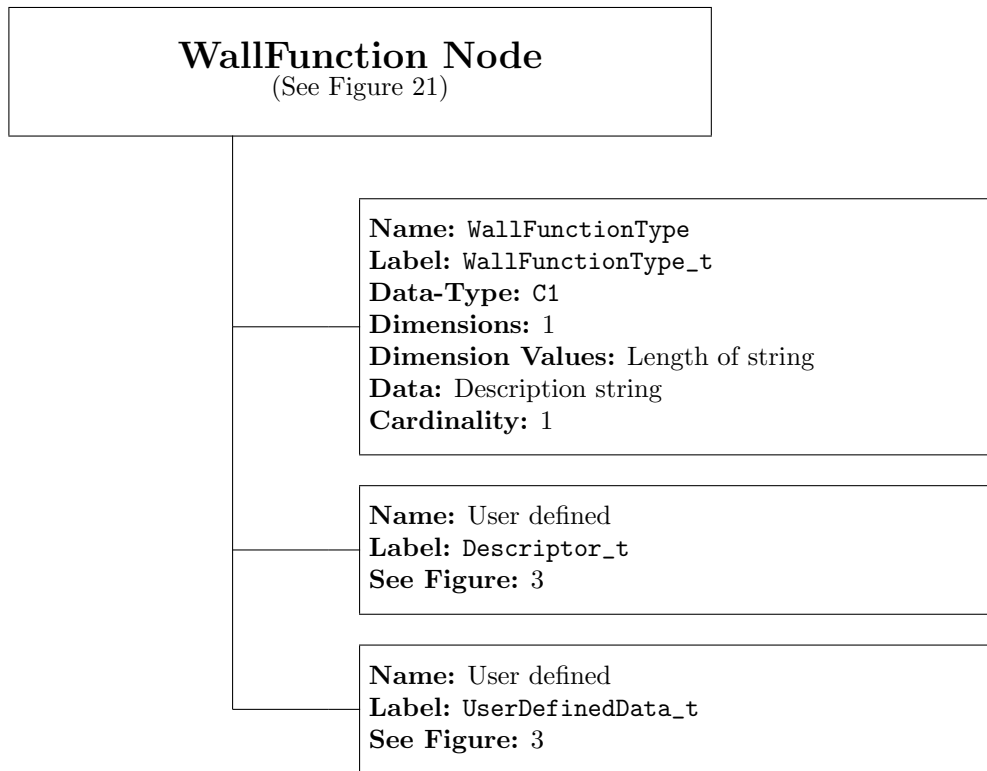 WallFunction Node
(See Figure 21)
Name: WallFunctionType
Label: WallFunctionType_t
Data-Type: C1
Dimensions: 1
Dimension Values: Length of string
Data: Description string
Cardinality: 1
Name: User defined
Label: Descriptor_t
See Figure: 3
Name: User defined
Label: UserDefinedData_t
See Figure: 3